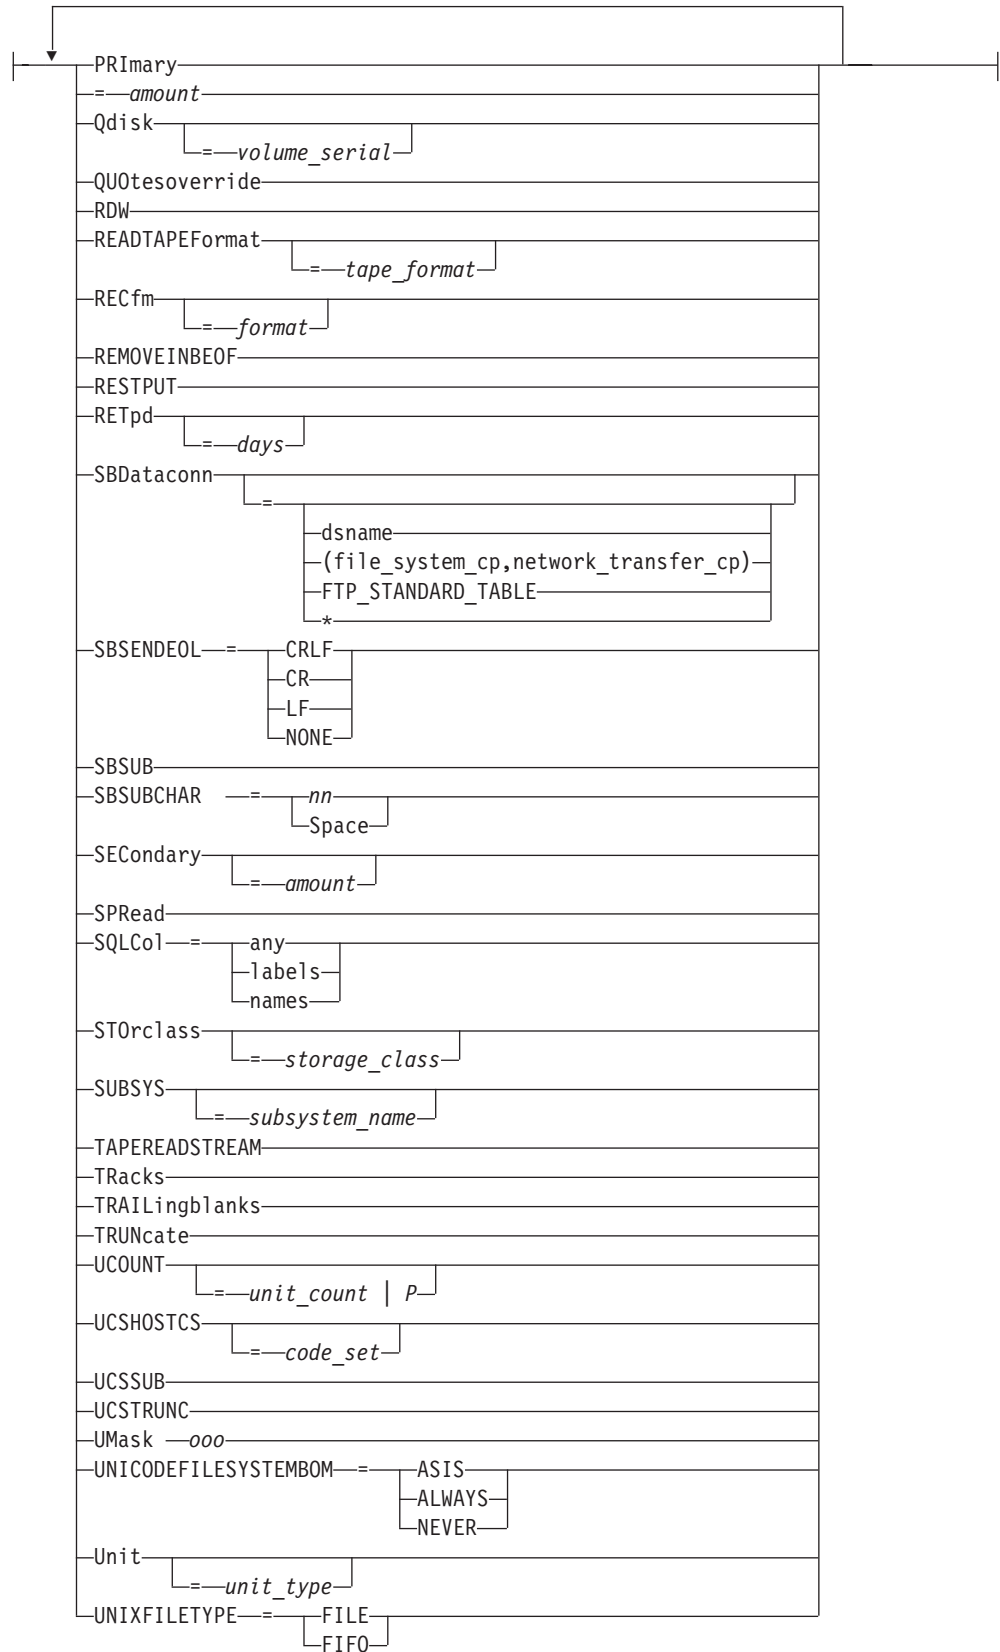 PRImary
=amount
Qdisk
=volume_serial
QUOtesoverride
RDW
READTAPEFormat
=tape_format
RECfm
=format
REMOVEINBEOF
RESTPUT
RETpd
=days
SBDataconn
=
dsname
(file_system_cp,network_transfer_cp)
FTP_STANDARD_TABLE
*
SBSENDEOL = CRLF
CR
LF
NONE
SBSUB
SBSUBCHAR = nn
Space
SECondary
=amount
SPRead
SQLCol = any
labels
names
STOrclass
=storage_class
SUBSYS
=subsystem_name
TAPEREADSTREAM
TRacks
TRAILingblanks
TRUNcate
UCOUNT
=unit_count | P
UCSHOSTCS
=code_set
UCSSUB
UCSTRUNC
UMask ooo
UNICODEFILESYSTEMBOM = ASIS
ALWAYS
NEVER
Unit
=unit_type
UNIXFILETYPE = FILE
FIFO